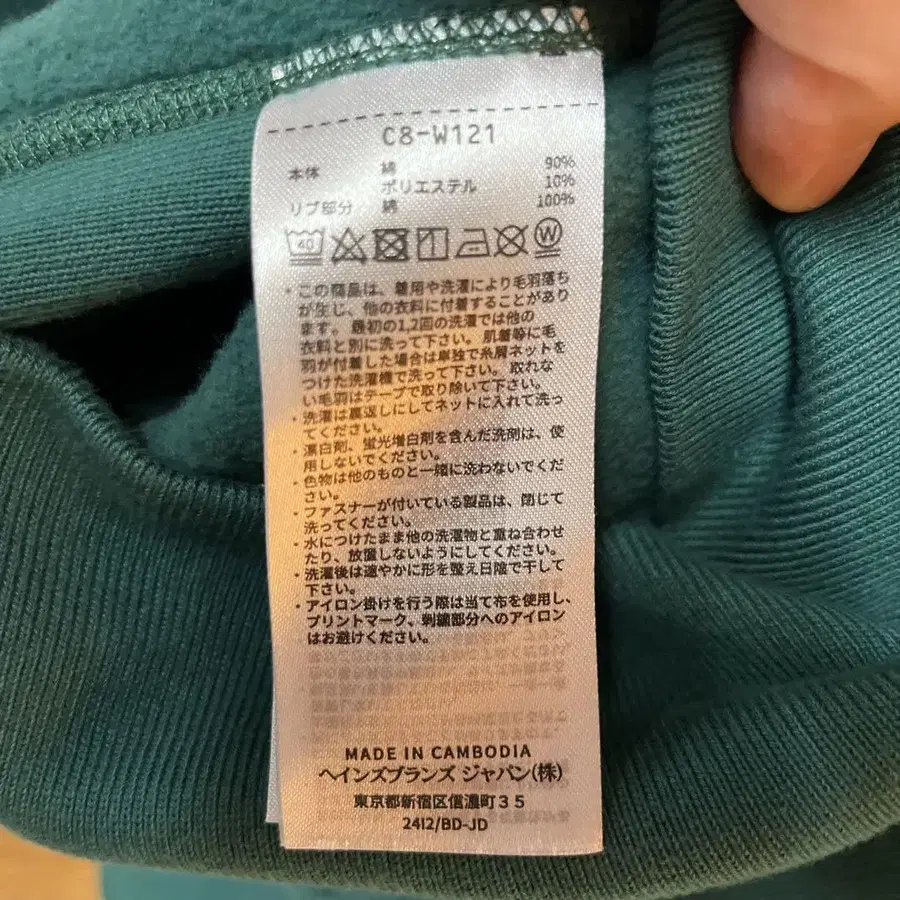 C8-W121
本体 綿 90%
ポリエステル 10%
リブ部分 綿 100%
40 W
・この商品は、着用や洗濯により毛羽落ち
が生じ、他の衣料に付着することがあり
ます。最初の1,2回の洗濯では他の
衣料と別に洗って下さい。肌着等に毛
羽が付着した場合は単独で糸屑ネットを
つけた洗濯機で洗って下さい。取れな
い毛羽はテープで取り除いて下さい。
・洗濯は裏返しにしてネットに入れて洗っ
てください。
・漂白剤、蛍光増白剤を含んだ洗剤は、使
用しないでください。
・色物は他のものと一緒に洗わないでくだ
さい。
・ファスナーが付いている製品は、閉じて
洗ってください。
・水につけたまま他の洗濯物と重ね合わせ
たり、放置しないようにしてください。
・洗濯後は速やかに形を整え日陰で干して
下さい。
・アイロン掛けを行う際は当て布を使用し、
プリントマーク、刺繍部分へのアイロン
はお避けください。
MADE IN CAMBODIA
ヘインズブランズ ジャパン(株)
東京都新宿区信濃町35
2412/BD-JD